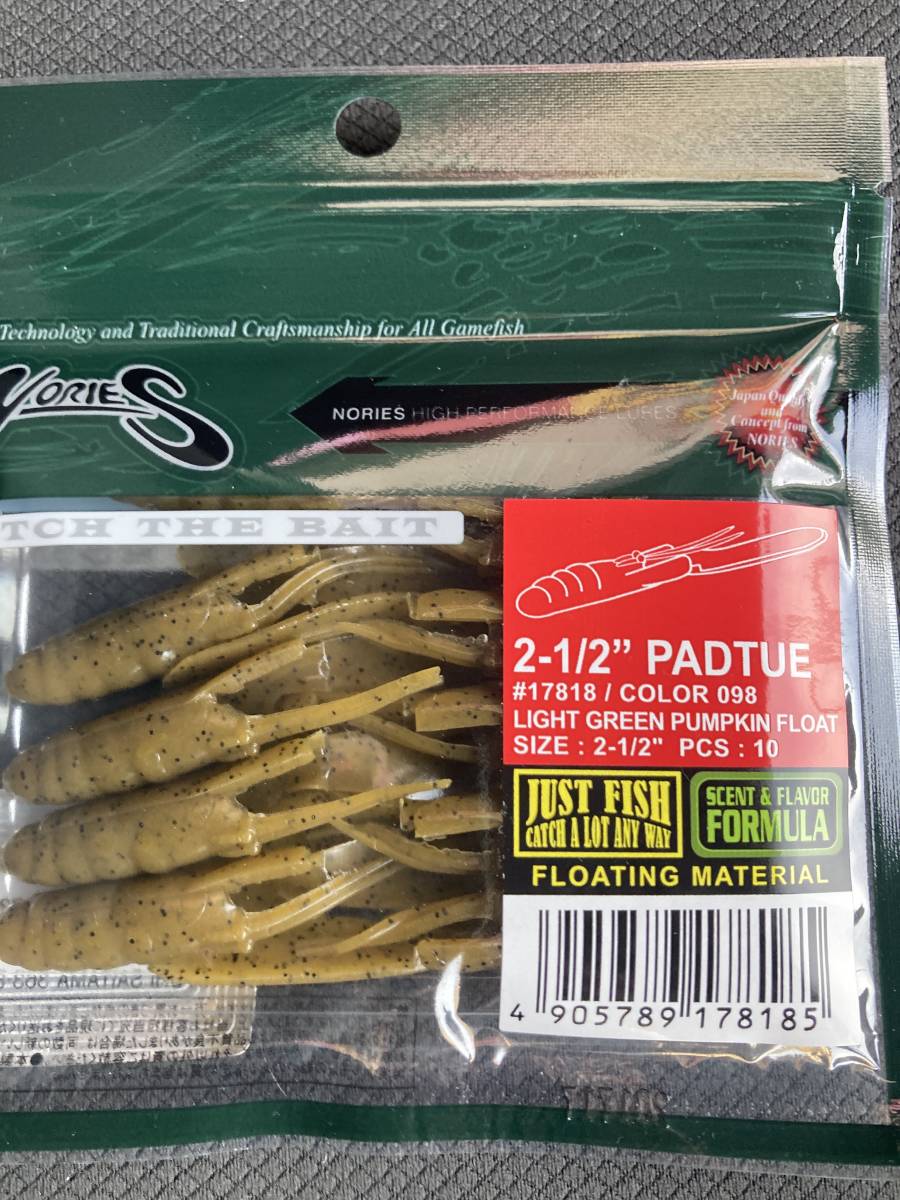 Technology and Traditional Craftsmanship for All Gamefish
NORIES
NORIES HIGH PERFORMANCE LURES
Japan Quality
and
Concept from
NORIES
TCH THE BAIT
2-1/2" PADTUE
#17818 / COLOR 098
LIGHT GREEN PUMPKIN FLOAT
SIZE : 2-1/2" PCS : 10
JUST FISH
CATCH A LOT ANY WAY
SCENT & FLAVOR
FORMULA
FLOATING MATERIAL
4 905789 178185